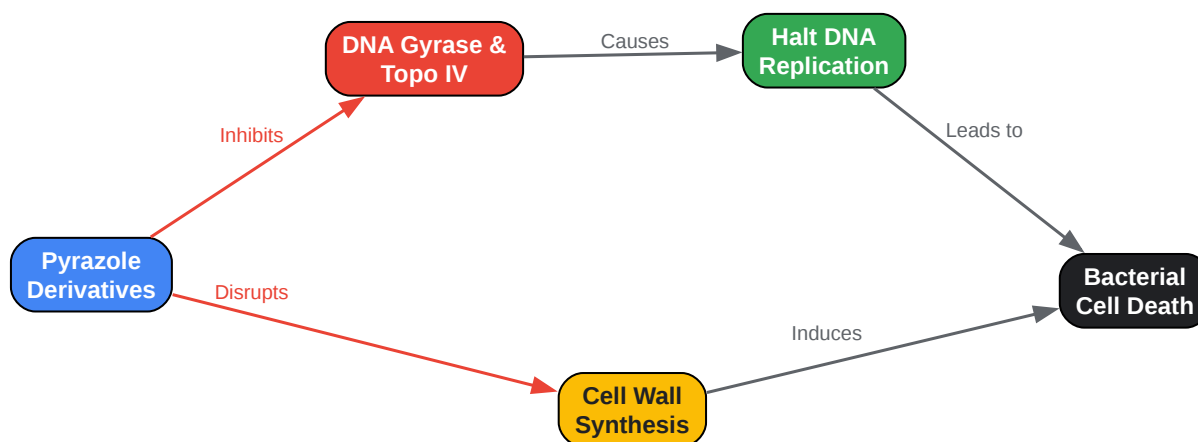 DNA Gyrase &
Topo IV
Causes
Halt DNA
Replication
Inhibits
Leads to
Pyrazole
Derivatives
Disrupts
Bacterial
Cell Death
Induces
Cell Wall
Synthesis